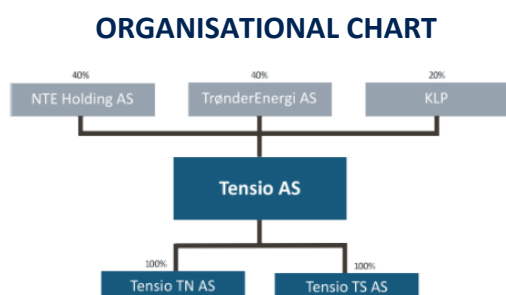 ORGANISATIONAL CHART
40% 40% 20%
NTE Holding AS TrønderEnergi AS KLP
Tensio AS
100% 100%
Tensio TN AS Tensio TS AS